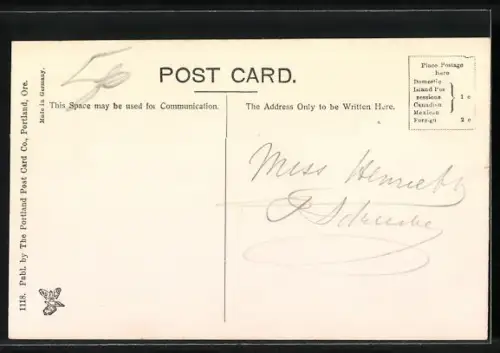 POST CARD.
This Space may be used for Communication.
The Address Only to be Written Here.
Place Postage
here
Domestic
Island Pos
sessions
Canadian
Mexican
1 c
Foreign 2 c
Miss Henrietta
1118. Publ. by The Portland Post Card Co., Portland, Ore.
Made in Germany.